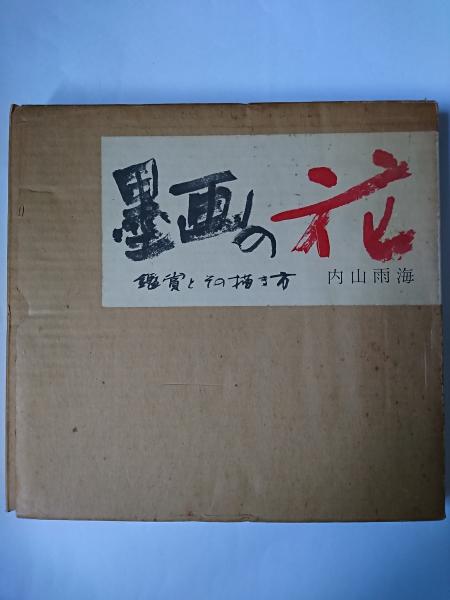 墨画の花
鑑賞とその描き方
内山雨海